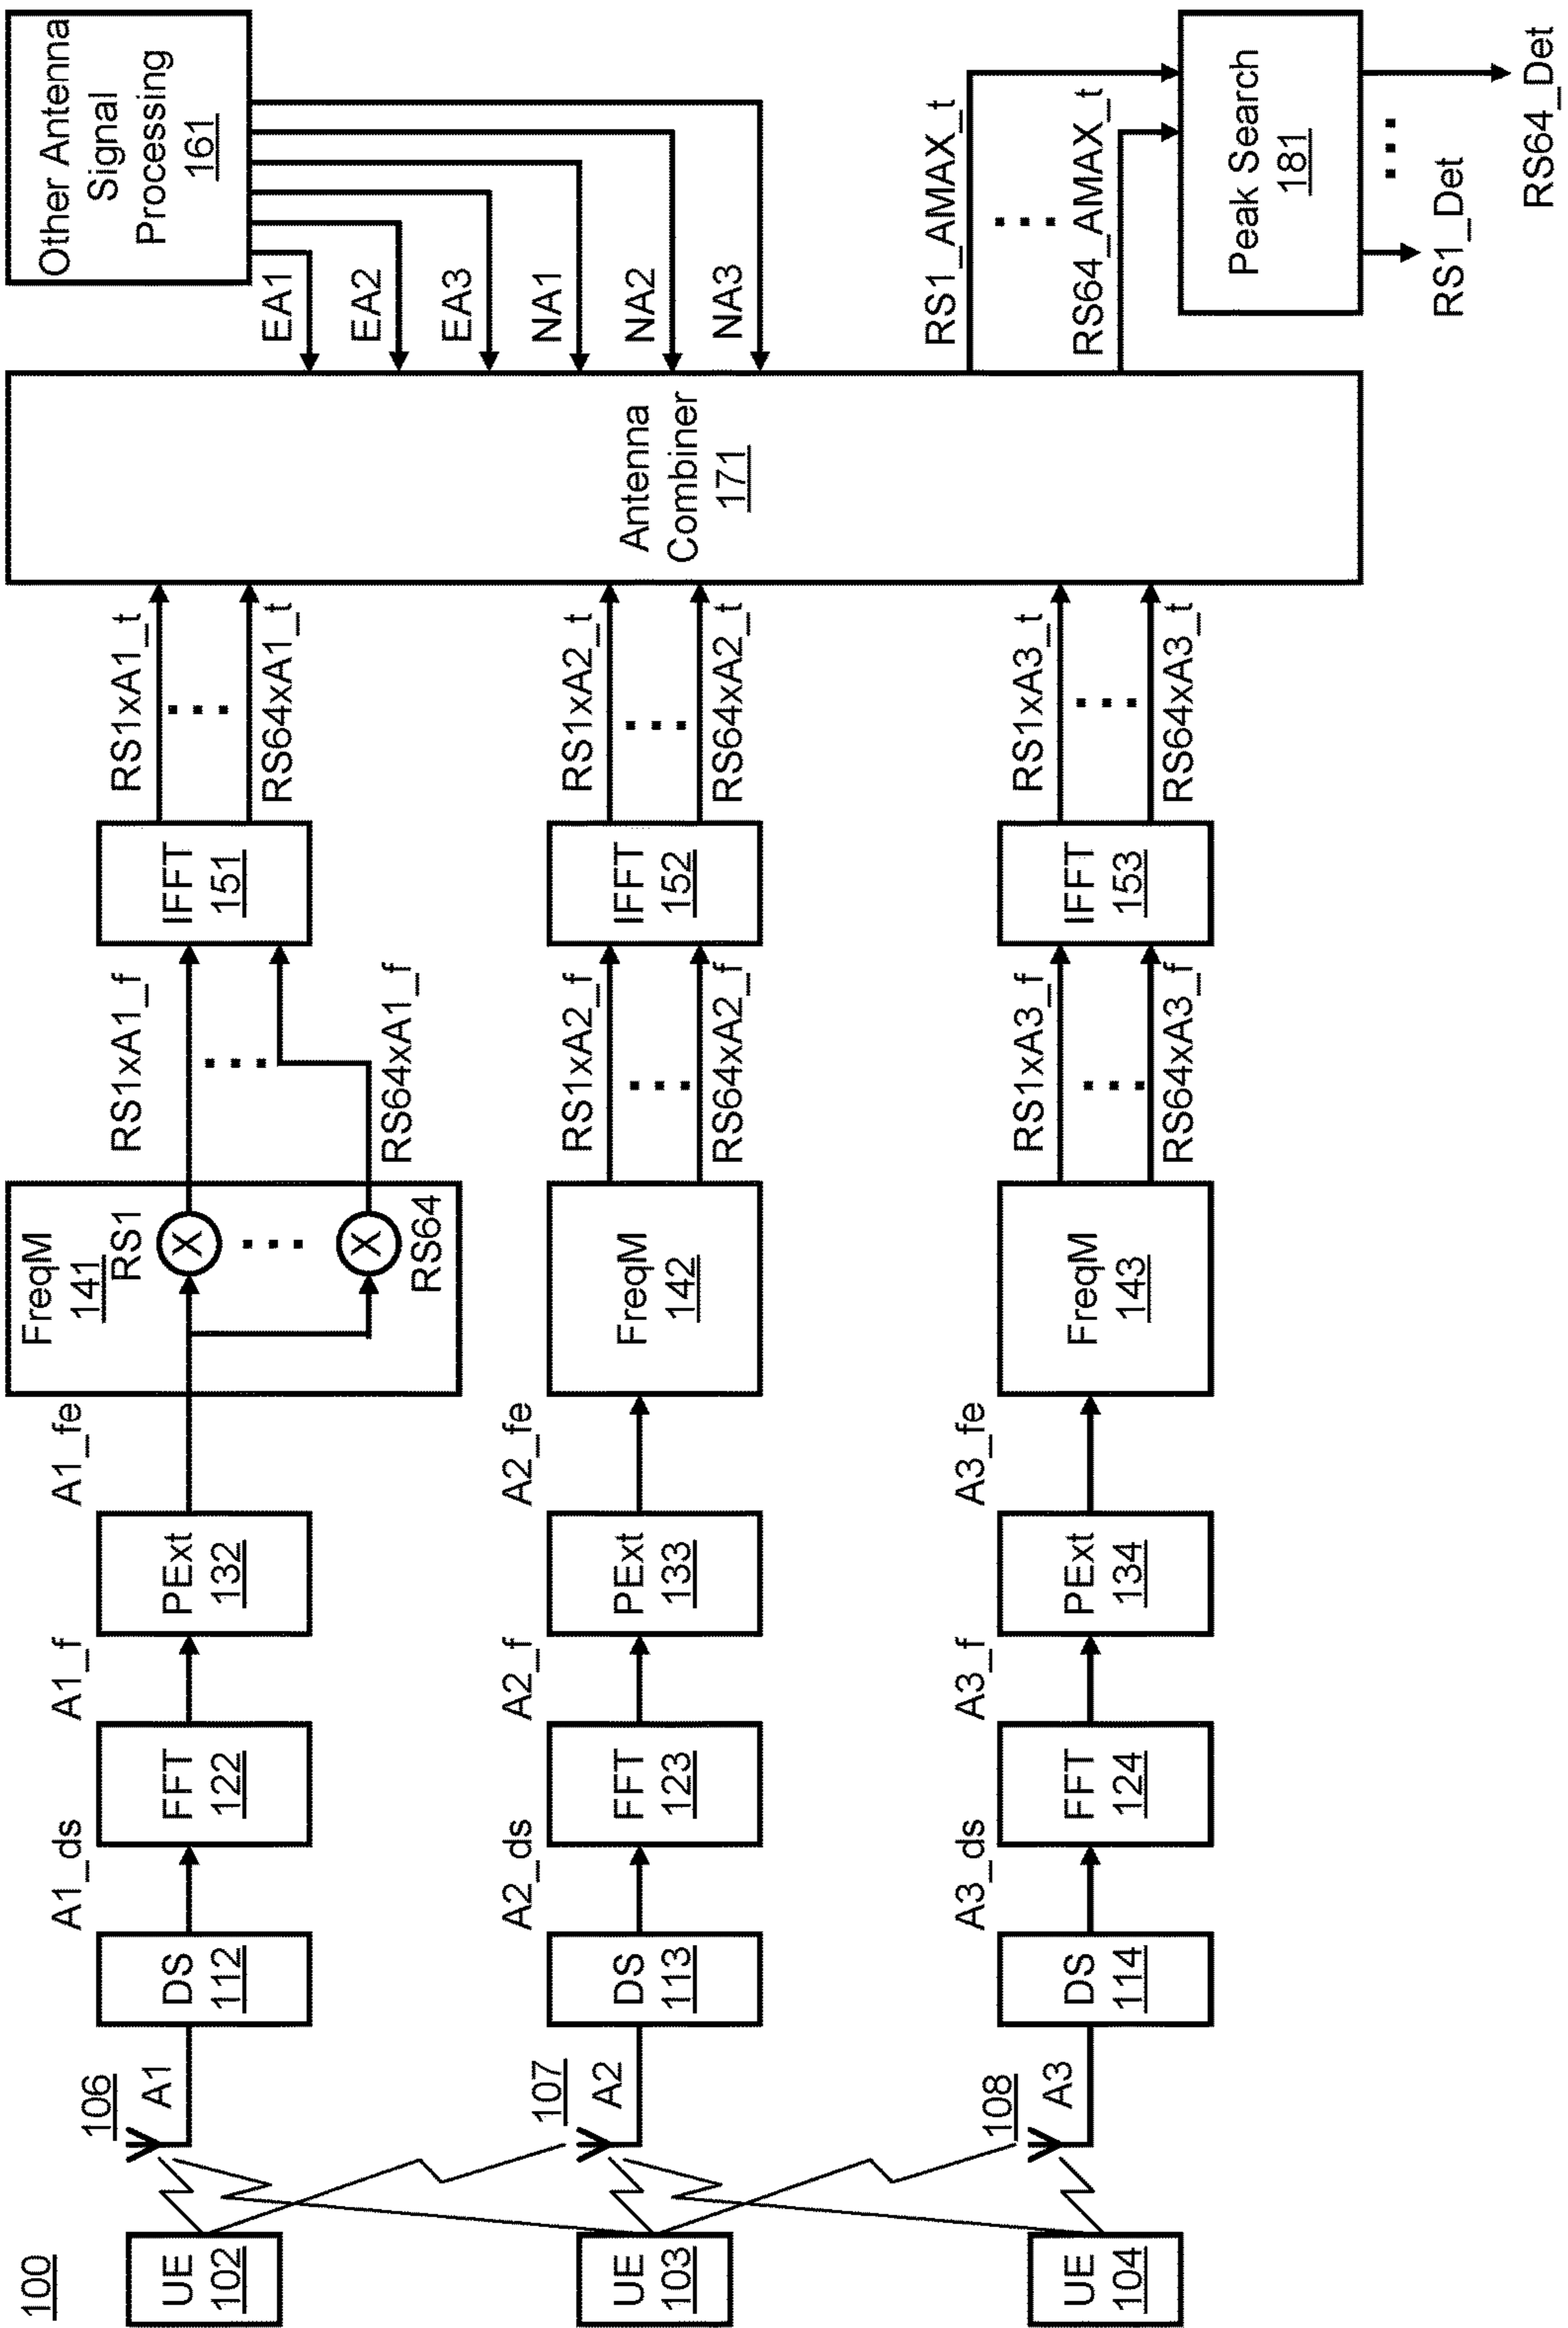 100
UE
102
UE
103
UE
104
106
A1
107
A2
108
A3
DS
112
DS
113
DS
114
A1_ds
A2_ds
A3_ds
FFT
122
FFT
123
FFT
124
A1_f
A2_f
A3_f
PExt
132
PExt
133
PExt
134
A1_fe
A2_fe
A3_fe
FreqM
141
RS1
X
X
RS64
FreqM
142
FreqM
143
RS1xA1_f
RS64xA1_f
RS1xA2_f
RS64xA2_f
RS1xA3_f
RS64xA3_f
IFFT
151
IFFT
152
IFFT
153
RS1xA1_t
RS64xA1_t
RS1xA2_t
RS64xA2_t
RS1xA3_t
RS64xA3_t
Antenna
Combiner
171
Other Antenna
Signal
Processing
161
EA1
EA2
EA3
NA1
NA2
NA3
RS1_AMAX_t
RS64_AMAX_t
Peak Search
181
RS1_Det
RS64_Det